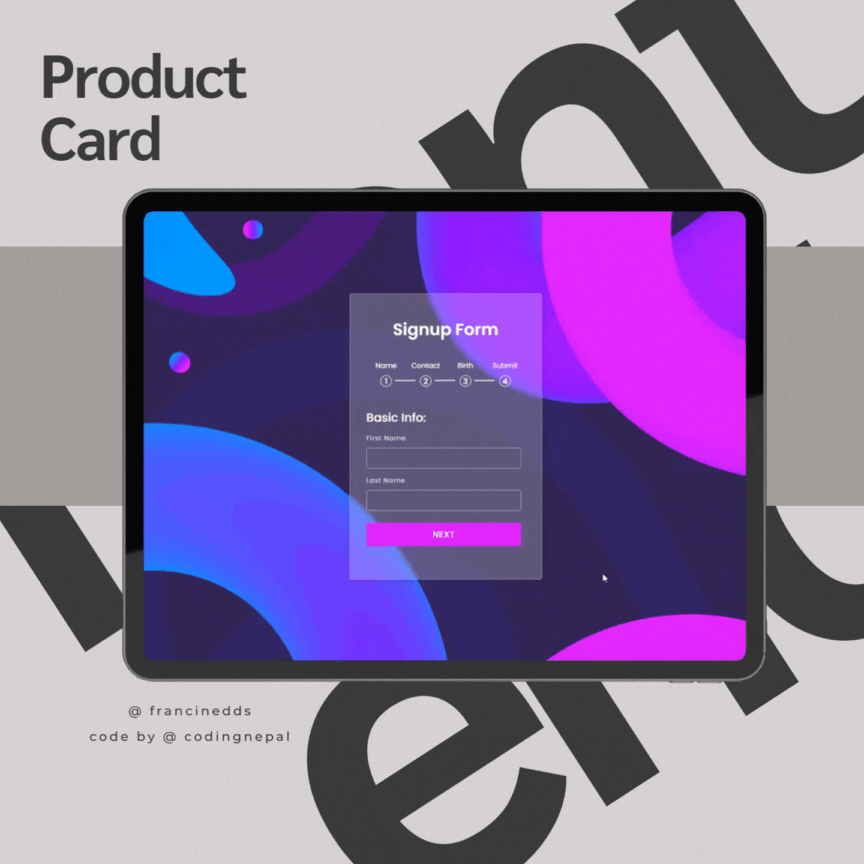 Product
Card
Signup Form
Name Contact Birth Submit
1 2 3 4
Basic Info:
First Name
Last Name
NEXT
@ francinedds
code by @ codingnepal